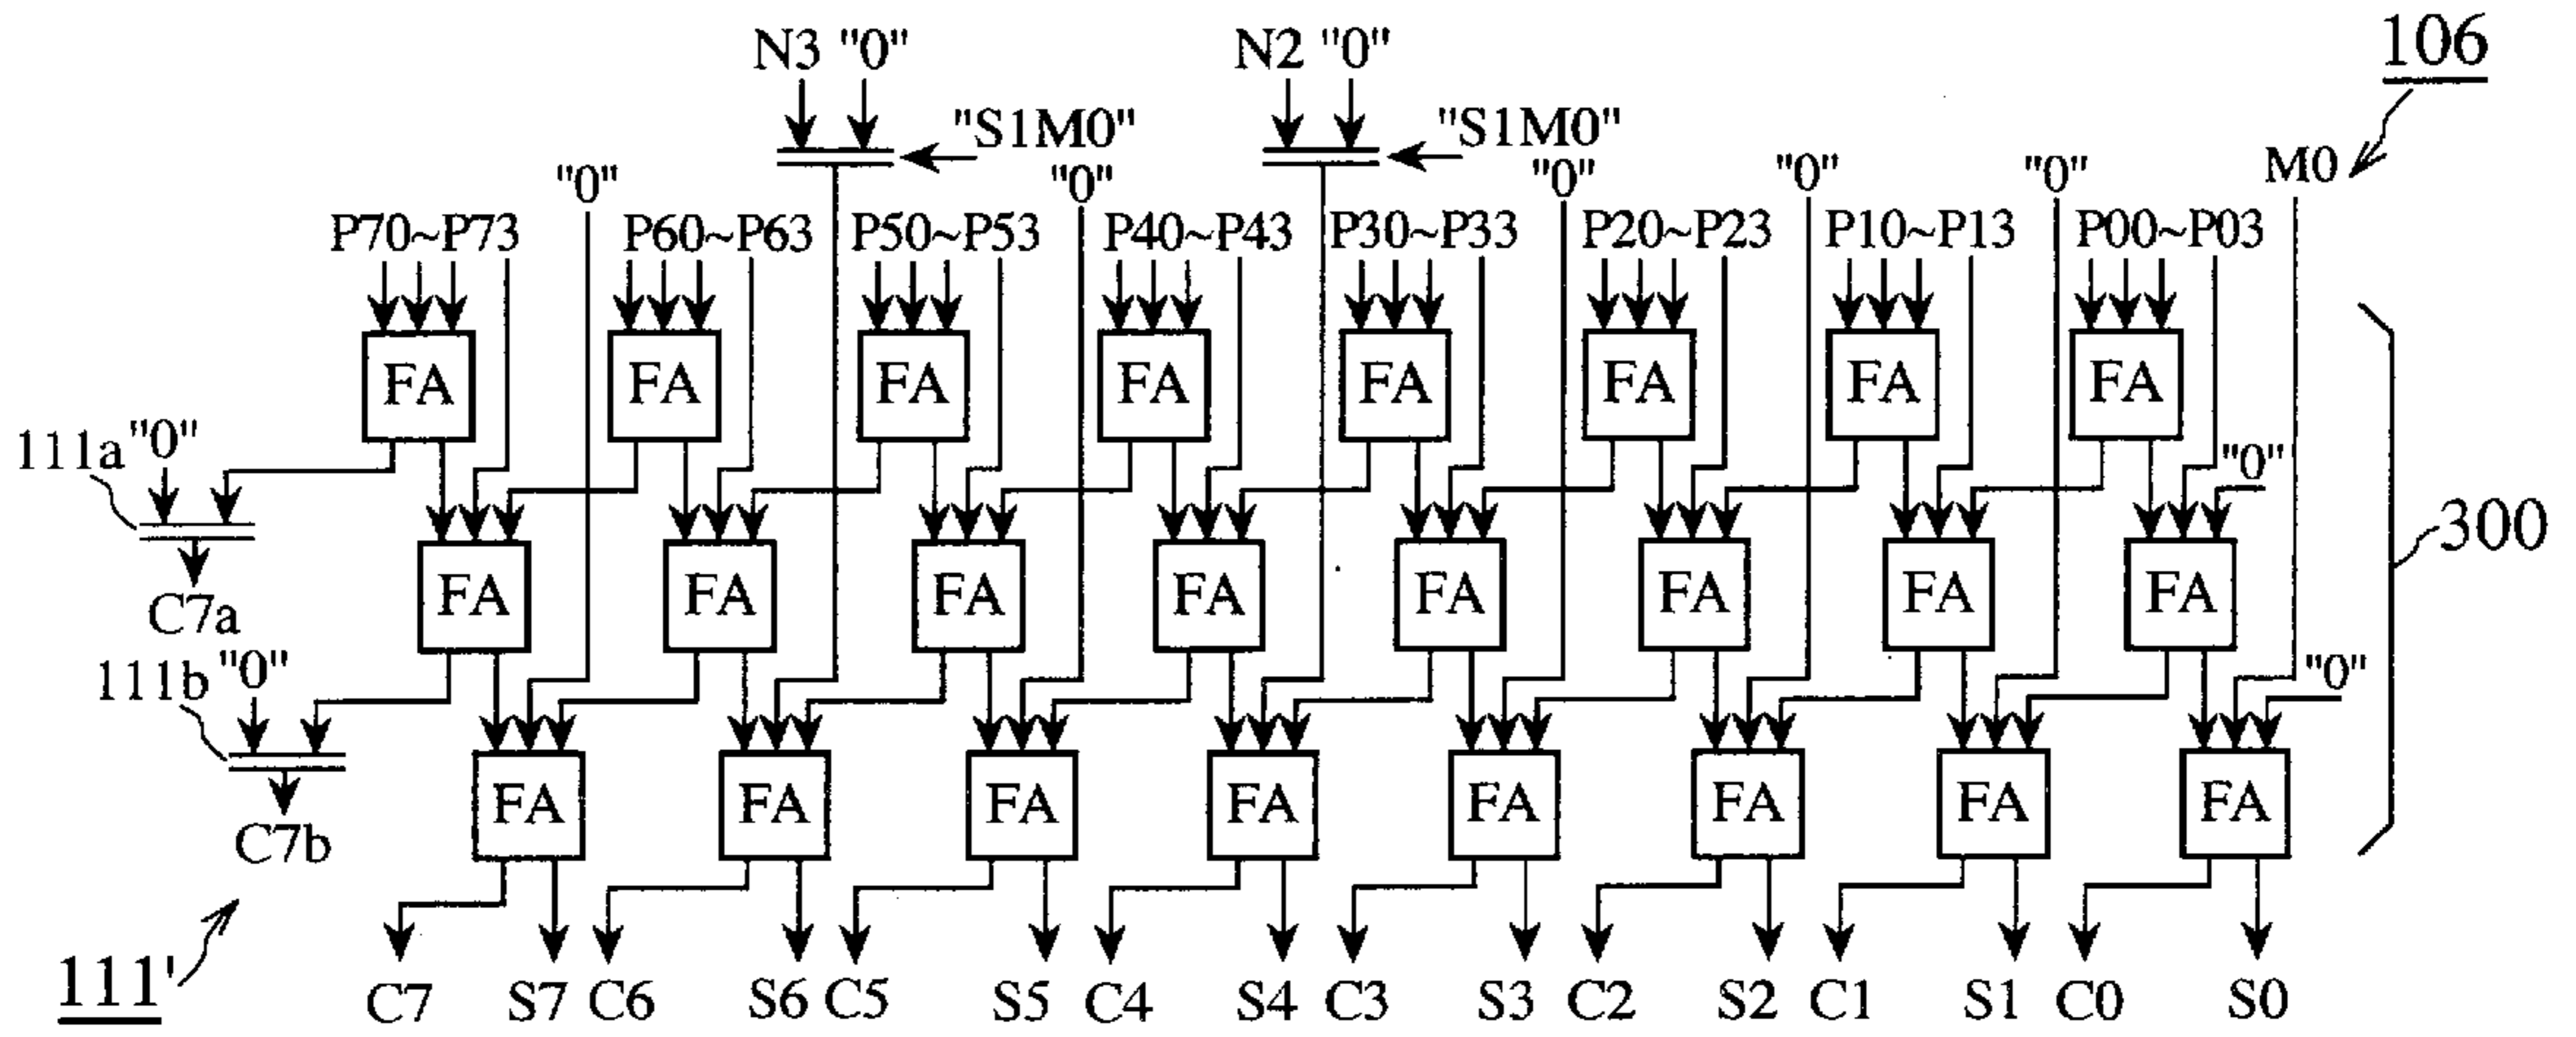 N3 "0" N2 "0" 106
"S1M0" "S1M0"
"0" "0" "0" "0" "0" M0
P70~P73 P60~P63 P50~P53 P40~P43 P30~P33 P20~P23 P10~P13 P00~P03
FA FA FA FA FA FA FA FA
111a "0" "0"
300
FA FA FA FA FA FA FA FA
C7a
111b "0" "0"
FA FA FA FA FA FA FA FA
C7b
111'
C7 S7 C6 S6 C5 S5 C4 S4 C3 S3 C2 S2 C1 S1 C0 S0